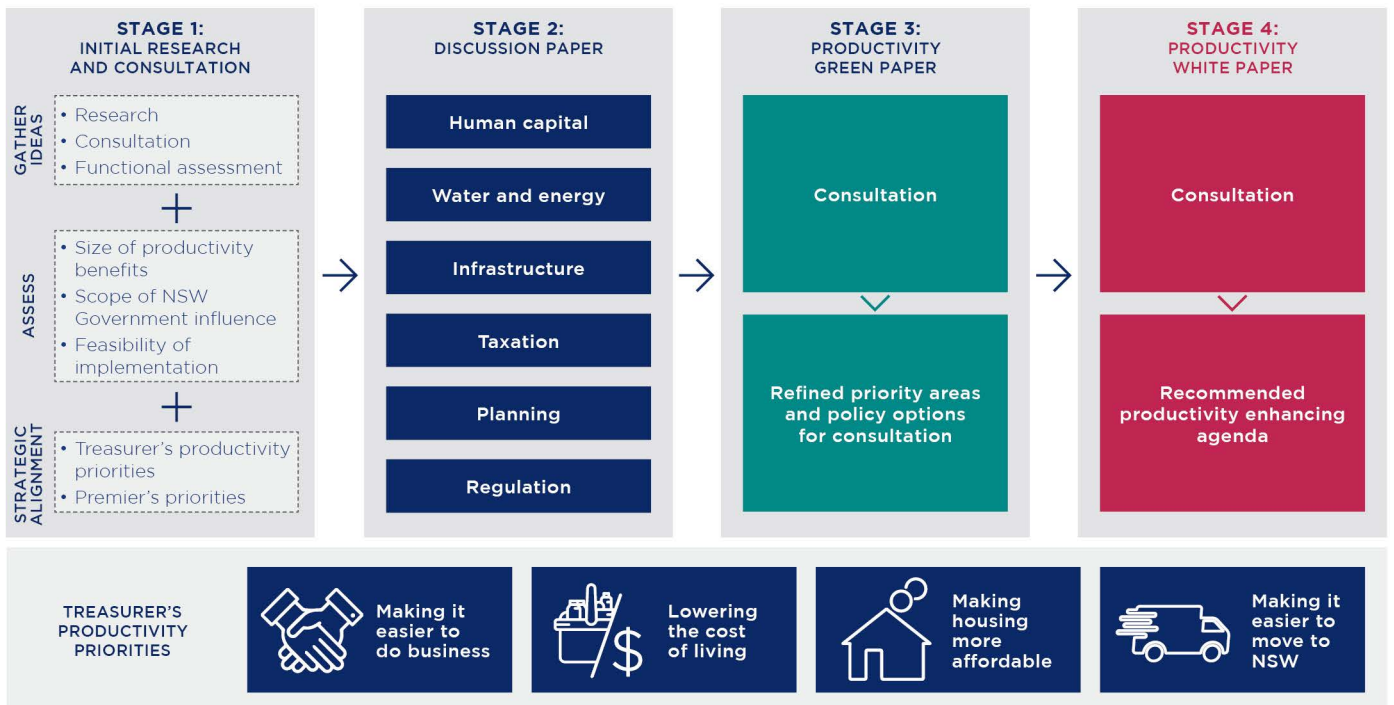 STAGE 1:
INITIAL RESEARCH
AND CONSULTATION
GATHER
IDEAS
• Research
• Consultation
• Functional assessment
+
ASSESS
• Size of productivity
benefits
• Scope of NSW
Government influence
• Feasibility of
implementation
+
STRATEGIC
ALIGNMENT
• Treasurer's productivity
priorities
• Premier's priorities
STAGE 2:
DISCUSSION PAPER
Human capital
Water and energy
Infrastructure
Taxation
Planning
Regulation
STAGE 3:
PRODUCTIVITY
GREEN PAPER
Consultation
Refined priority areas
and policy options
for consultation
STAGE 4:
PRODUCTIVITY
WHITE PAPER
Consultation
Recommended
productivity enhancing
agenda
TREASURER'S
PRODUCTIVITY
PRIORITIES
Making it
easier to
do business
$
Lowering
the cost
of living
Making
housing
more
affordable
Making it
easier to
move to
NSW